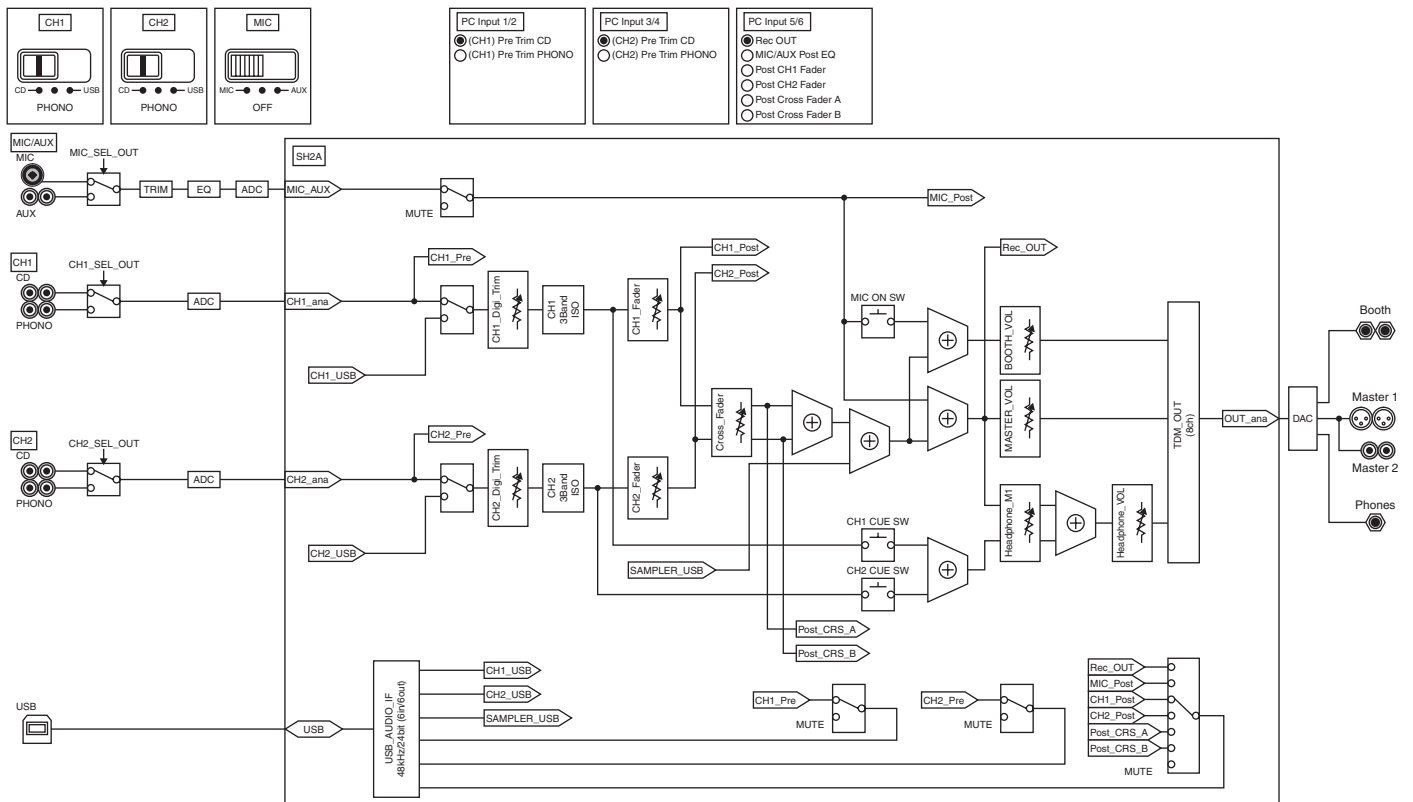 CH1
CD
USB
PHONO
CH2
CD
USB
PHONO
MIC
MIC
AUX
OFF
PC Input 1/2
(CH1) Pre Trim CD
(CH1) Pre Trim PHONO
PC Input 3/4
(CH2) Pre Trim CD
(CH2) Pre Trim PHONO
PC Input 5/6
Rec OUT
MIC/AUX Post EQ
Post CH1 Fader
Post CH2 Fader
Post Cross Fader A
Post Cross Fader B
MIC/AUX
MIC
AUX
MIC_SEL_OUT
TRIM
EQ
ADC
SH2A
MIC_AUX
MUTE
MIC_Post
CH1
CD
PHONO
CH1_SEL_OUT
ADC
CH1_ana
CH1_Pre
CH1_USB
CH1_Digi_Trim
CH1
3Band
ISO
CH1_Fader
CH1_Post
CH2_Post
Rec_OUT
MIC ON SW
BOOTH_VOL
MASTER_VOL
Cross_Fader
TDM_OUT
(8ch)
OUT_ana
DAC
Booth
Master 1
Master 2
Phones
CH2
CD
PHONO
CH2_SEL_OUT
ADC
CH2_ana
CH2_Pre
CH2_USB
CH2_Digi_Trim
CH2
3Band
ISO
CH2_Fader
SAMPLER_USB
CH1 CUE SW
CH2 CUE SW
Headphone_M1
Headphone_VOL
Post_CRS_A
Post_CRS_B
USB
USB
USB_AUDIO_IF
48kHz/24bit (6in/6out)
CH1_USB
CH2_USB
SAMPLER_USB
CH1_Pre
MUTE
CH2_Pre
MUTE
Rec_OUT
MIC_Post
CH1_Post
CH2_Post
Post_CRS_A
Post_CRS_B
MUTE